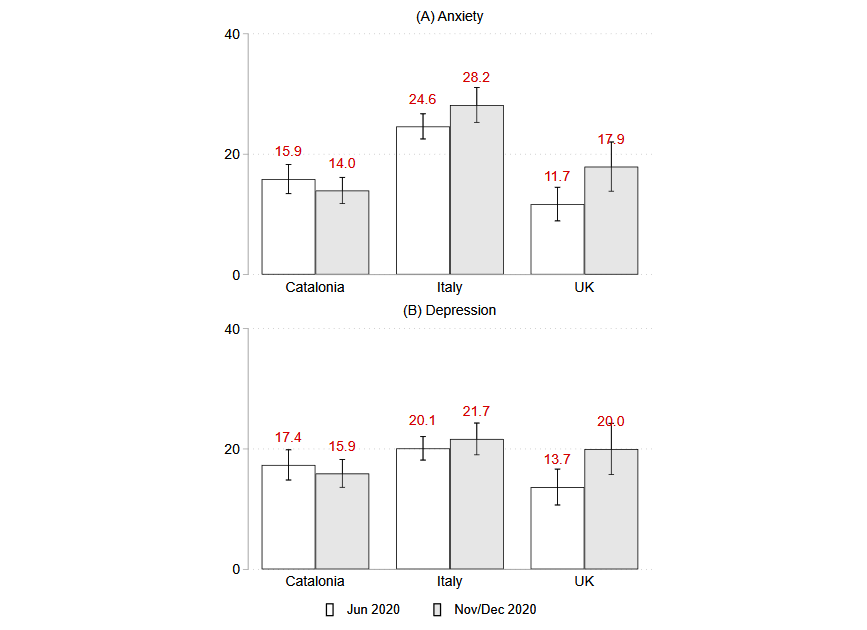 (A) Anxiety
40
28.2
24.6
17.9
20
15.9
14.0
11.7
0
Catalonia Italy UK
(B) Depression
40
20.1 21.7 20.0
17.4 15.9 13.7
20
0
Catalonia Italy UK
Jun 2020 Nov/Dec 2020